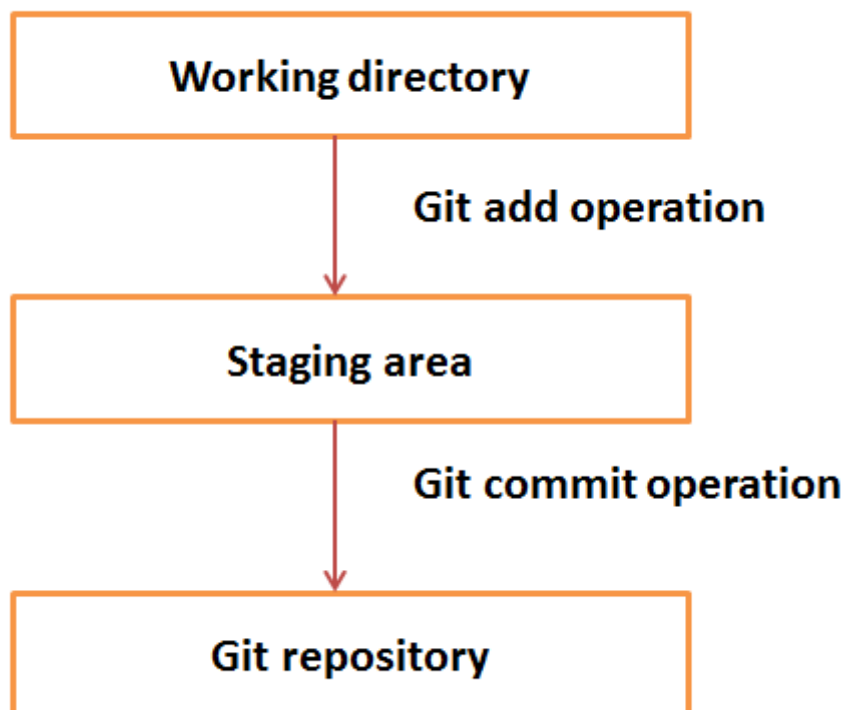 Working directory
Git add operation
Staging area
Git commit operation
Git repository